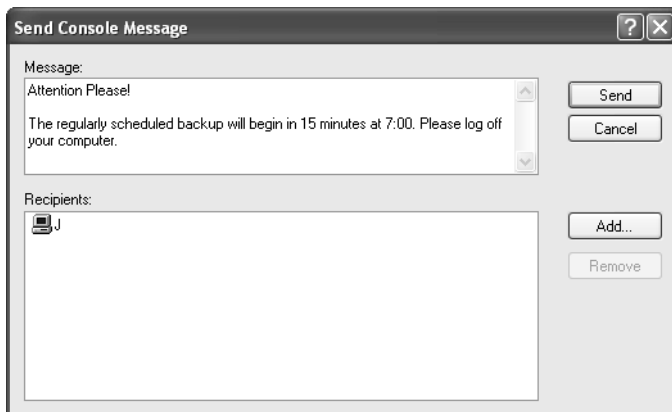 Send Console Message
Message:
Attention Please!
The regularly scheduled backup will begin in 15 minutes at 7:00. Please log off
your computer.
Send
Cancel
Recipients:
J
Add...
Remove